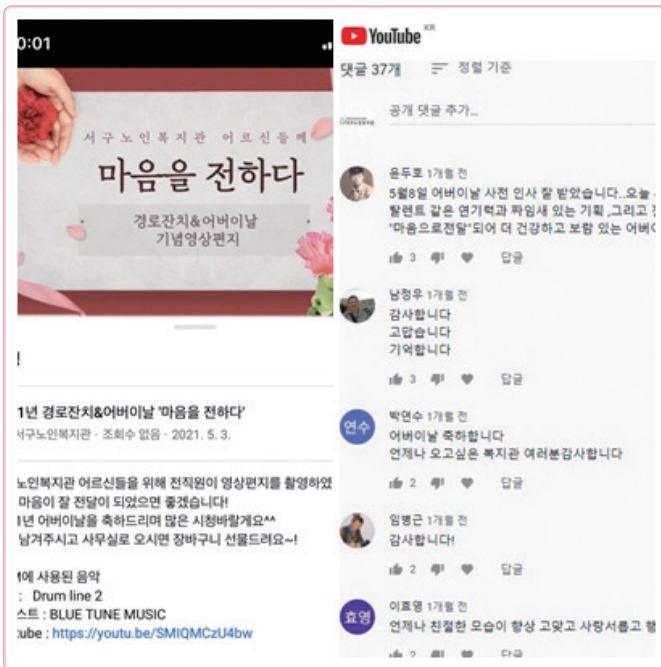 0:01
서구노인복지관 어르신들께
마음을 전하다
경로잔치&어버이날
기념영상편지
1년 경로잔치&어버이날 '마음을 전하다'
서구노인복지관 · 조회수 없음 · 2021. 5. 3.
노인복지관 어르신들을 위해 전직원이 영상편지를 촬영하였
마음이 잘 전달이 되었으면 좋겠습니다!
1년 어버이날을 축하드리며 많은 시청바랄게요^^
남겨주시고 사무실로 오시면 장바구니 선물드려요~!
에 사용된 음악
: Drum line 2
스트 : BLUE TUNE MUSIC
tube : https://youtu.be/SMIQMCzU4bw
YouTube KR
댓글 37개 정렬 기준
공개 댓글 추가...
윤두호 1개월 전
5월8일 어버이날 사전 인사 잘 받았습니다..오늘
탈렌트 같은 연기력과 짜임새 있는 기획 ,그리고
"마음으로전달"되어 더 건강하고 보람 있는 어버이
3 답글
남정우 1개월 전
감사합니다
고맙습니다
기억합니다
3 답글
연수
박연수 1개월 전
어버이날 축하합니다
언제나 오고싶은 복지관 여러분감사합니다
2 답글
임병근 1개월 전
감사합니다!
2 답글
효영
이효영 1개월 전
언제나 친절한 모습이 항상 고맞고 사랑서릅고 행
2 답글